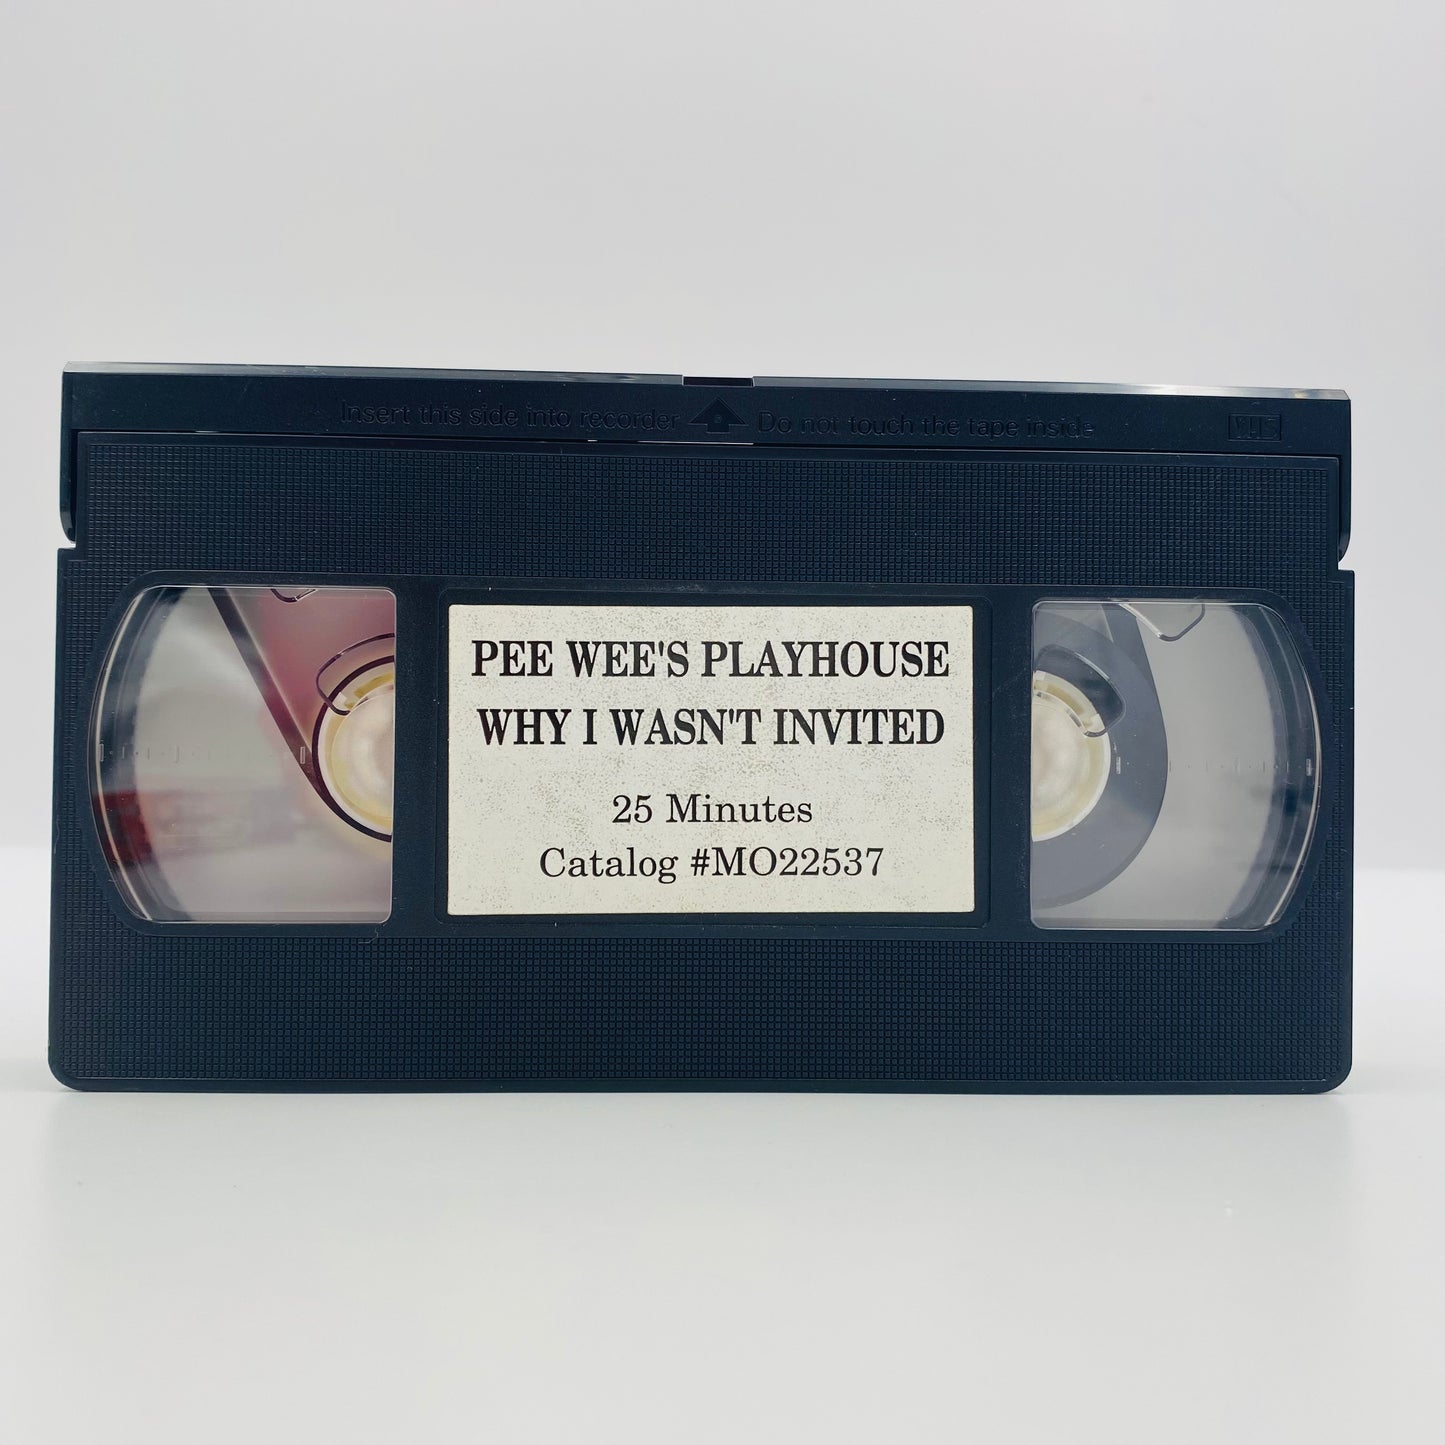 Insert this side into recorder Do not touch the tape inside VHS
PEE WEE'S PLAYHOUSE
WHY I WASN'T INVITED
25 Minutes
Catalog #MO22537